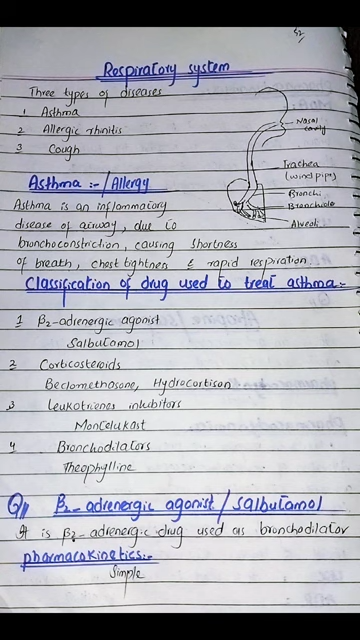 52
Respiratory system
Three types of diseases
1 Asthma
2 Allergic rhinitis
3 Cough
Nasal cavity
Trachea
(wind pipe)
Bronchi
Bronchiole
Alveoli
Asthma :- / Allergy
Asthma is an inflammatory
disease of airway, due to
bronchoconstriction, causing shortness
of breath, chest tightness & rapid respiration
Classification of drug used to treat asthma:-
1 β2-adrenergic agonist
Salbutamol
2 Corticosteroids
Beclomethasone, Hydrocortison
3 Leukotrienes inhibitors
Montelukast
4 Bronchodilators
Theophylline
Q// β2-adrenergic agonist / Salbutamol
It is β2-adrenergic drug used as bronchodilator
pharmacokinetics:-
Simple